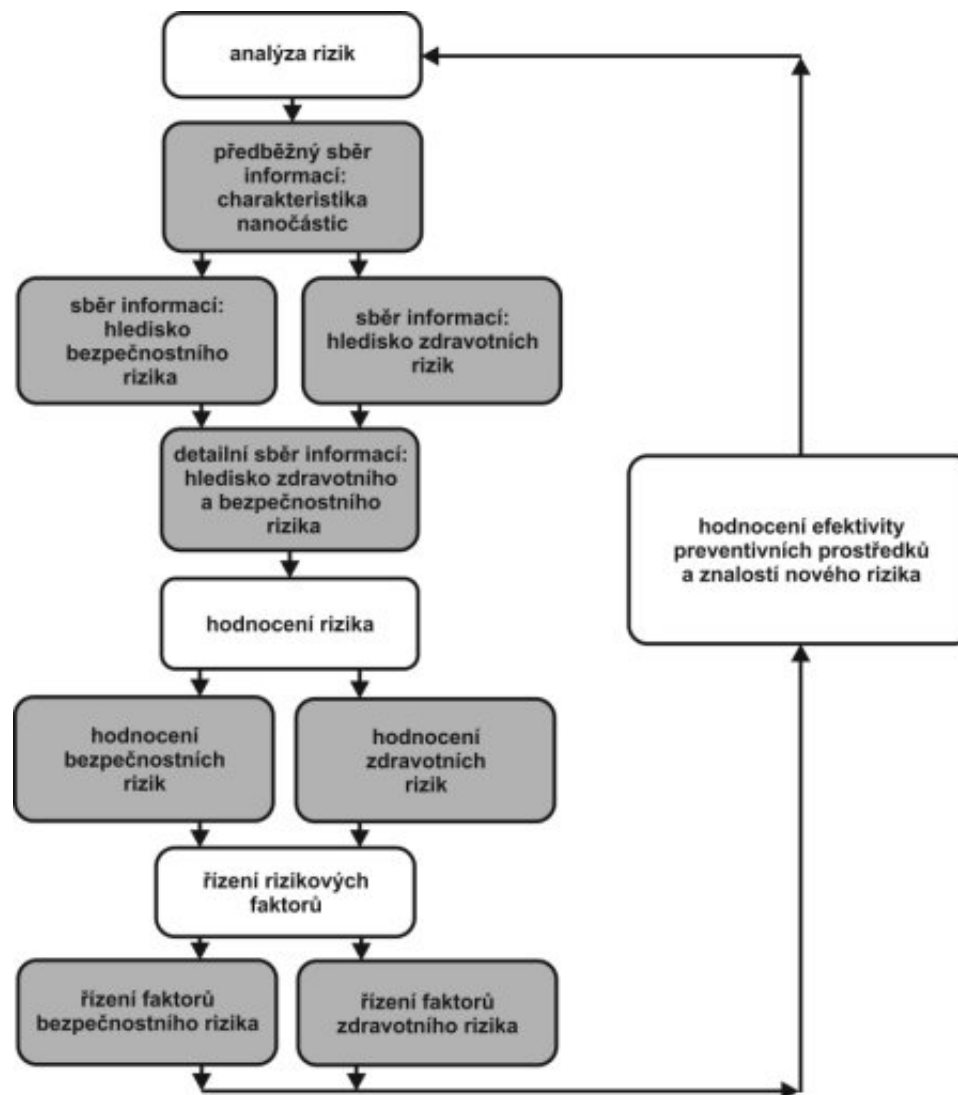 analýza rizik
předběžný sběr
informací:
charakteristika
nanočástic
sběr informací:
hledisko
bezpečnostního
rizika
sběr informací:
hledisko zdravotních
rizik
detailní sběr informací:
hledisko zdravotního
a bezpečnostního
rizika
hodnocení efektivity
preventivních prostředků
a znalostí nového rizika
hodnocení rizika
hodnocení
bezpečnostních
rizik
hodnocení
zdravotních
rizik
řízení rizikových
faktorů
řízení faktorů
bezpečnostního rizika
řízení faktorů
zdravotního rizika